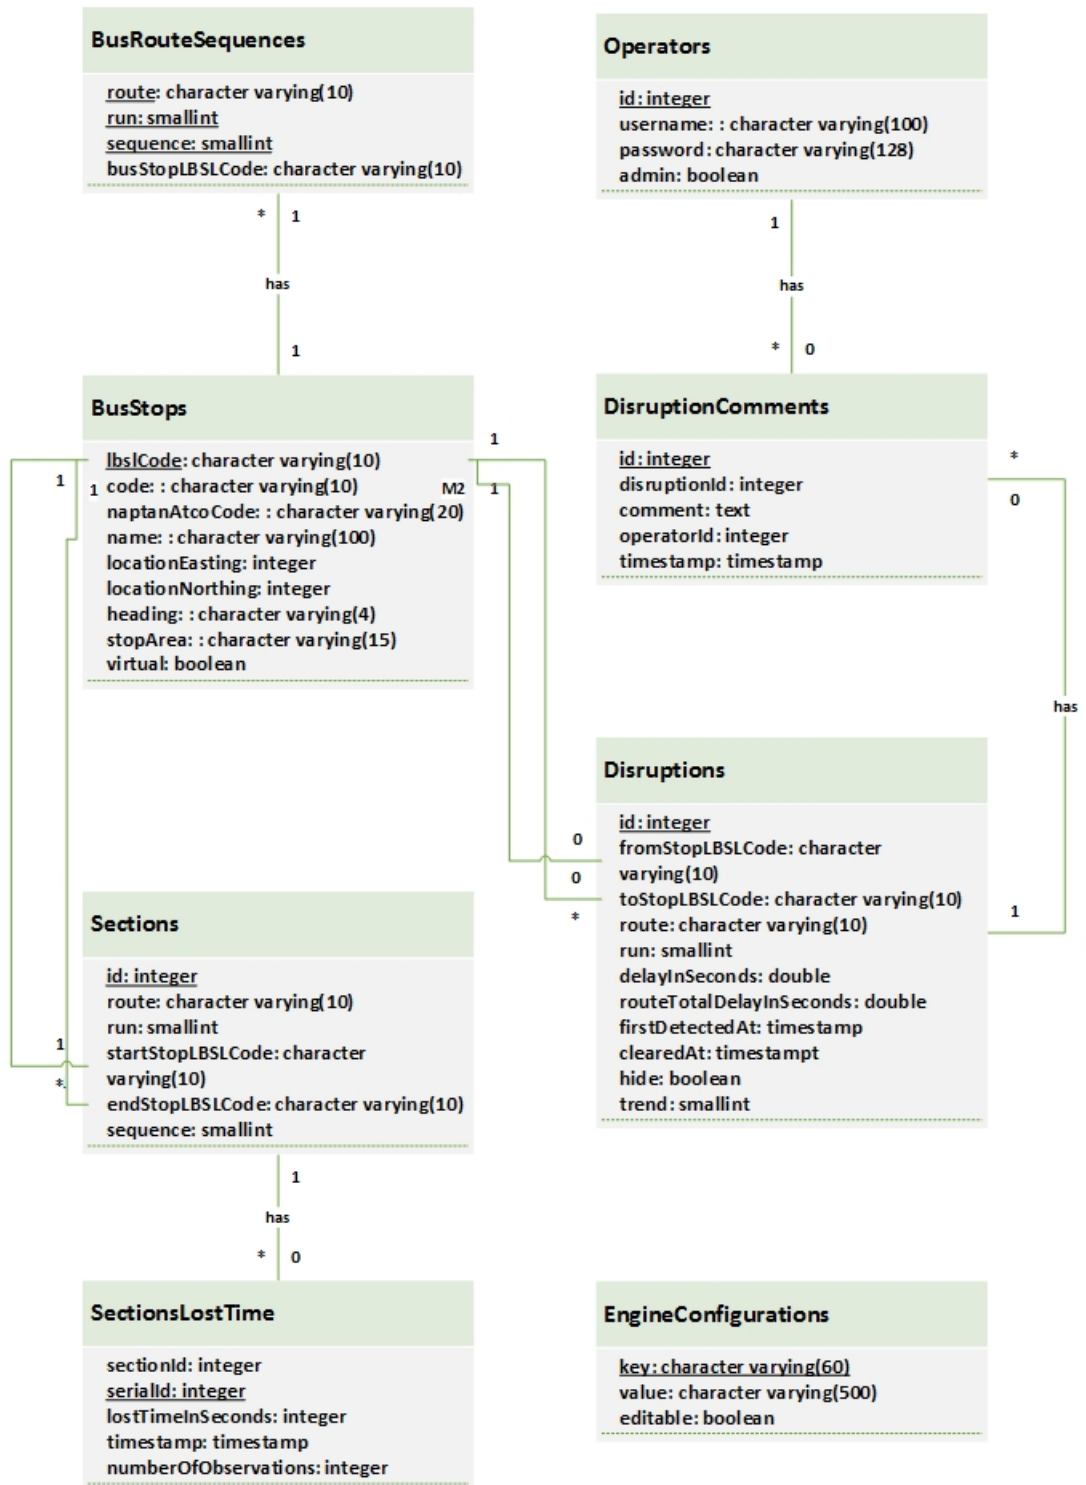 BusRouteSequences
route: character varying(10)
run: smallint
sequence: smallint
busStopLBSLCode: character varying(10)
* 1
has
1
Operators
id: integer
username: : character varying(100)
password: character varying(128)
admin: boolean
1
has
* 0
BusStops
lbslCode: character varying(10)
code: : character varying(10)
naptanAtcoCode: : character varying(20)
name: : character varying(100)
locationEasting: integer
locationNorthing: integer
heading: : character varying(4)
stopArea: : character varying(15)
virtual: boolean
1
1
1
M2
1
DisruptionComments
id: integer
disruptionId: integer
comment: text
operatorId: integer
timestamp: timestamp
*
0
has
1
Disruptions
id: integer
fromStopLBSLCode: character
varying(10)
toStopLBSLCode: character varying(10)
route: character varying(10)
run: smallint
delayInSeconds: double
routeTotalDelayInSeconds: double
firstDetectedAt: timestamp
clearedAt: timestampt
hide: boolean
trend: smallint
0
0
*
Sections
id: integer
route: character varying(10)
run: smallint
startStopLBSLCode: character
varying(10)
endStopLBSLCode: character varying(10)
sequence: smallint
1
*
1
has
* 0
SectionsLostTime
sectionId: integer
serialId: integer
lostTimeInSeconds: integer
timestamp: timestamp
numberOfObservations: integer
EngineConfigurations
key: character varying(60)
value: character varying(500)
editable: boolean